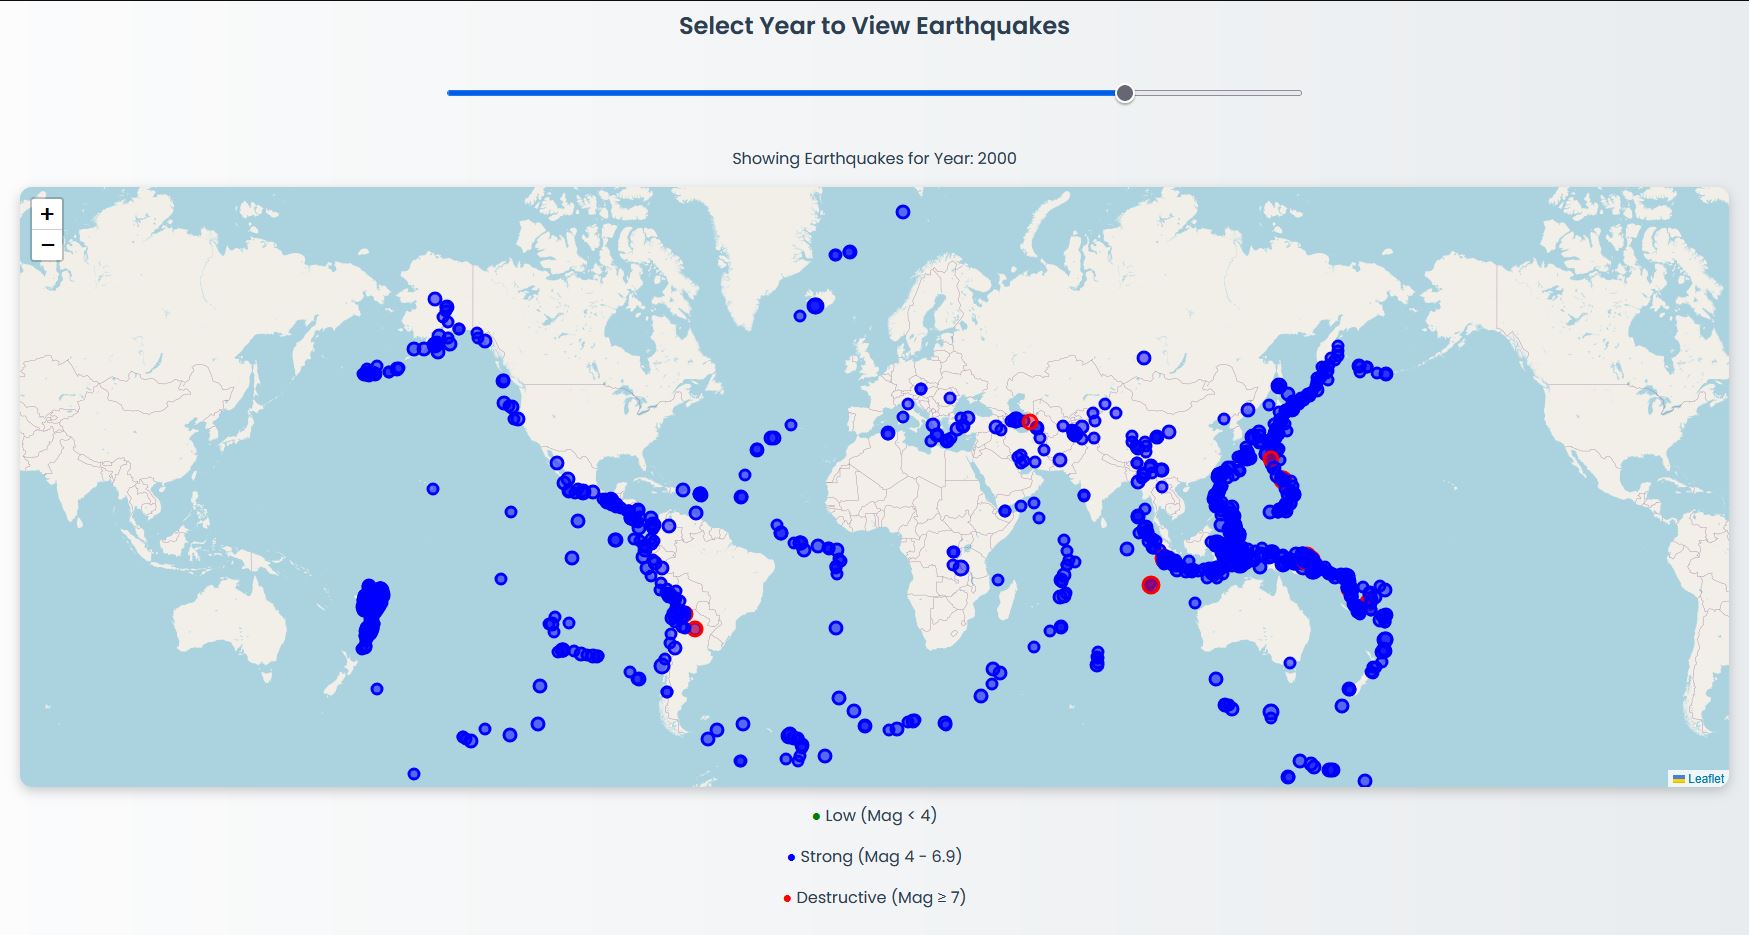 Select Year to View Earthquakes
Showing Earthquakes for Year: 2000
+
−
Leaflet
Low (Mag < 4)
Strong (Mag 4 - 6.9)
Destructive (Mag ≥ 7)